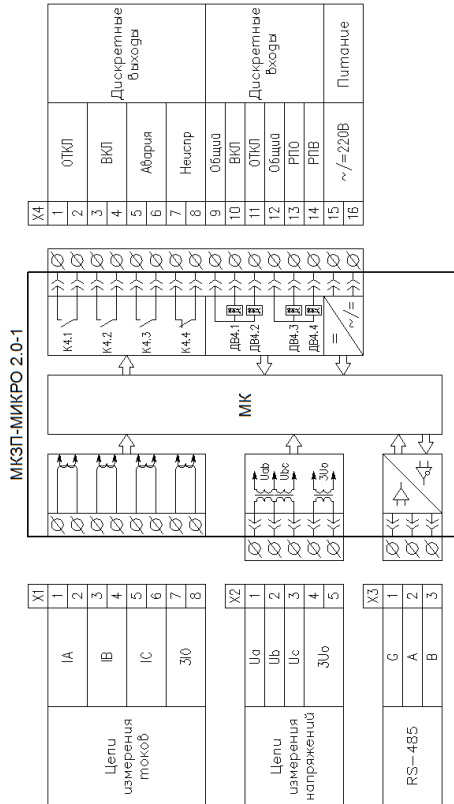 МКЗП-МИКРО 2.0-1
X1
Цепи измерения токов
IA
1
2
IB
3
4
IC
5
6
3I0
7
8
X2
Цепи измерения напряжений
Ua
1
Ub
2
Uc
3
3Uo
4
5
X3
RS-485
G
1
A
2
B
3
Uab
Ubc
3Uo
МК
К4.1
К4.2
К4.3
К4.4
ДВ4.1
ДВ4.2
ДВ4.3
ДВ4.4
=
~/=
X4
1
2
ОТКЛ
3
4
ВКЛ
5
6
Авария
7
8
Неиспр
Дискретные выходы
9
Общий
10
ВКЛ
11
ОТКЛ
12
Общий
13
РПО
14
РПВ
Дискретные входы
15
16
~/=220В
Питание